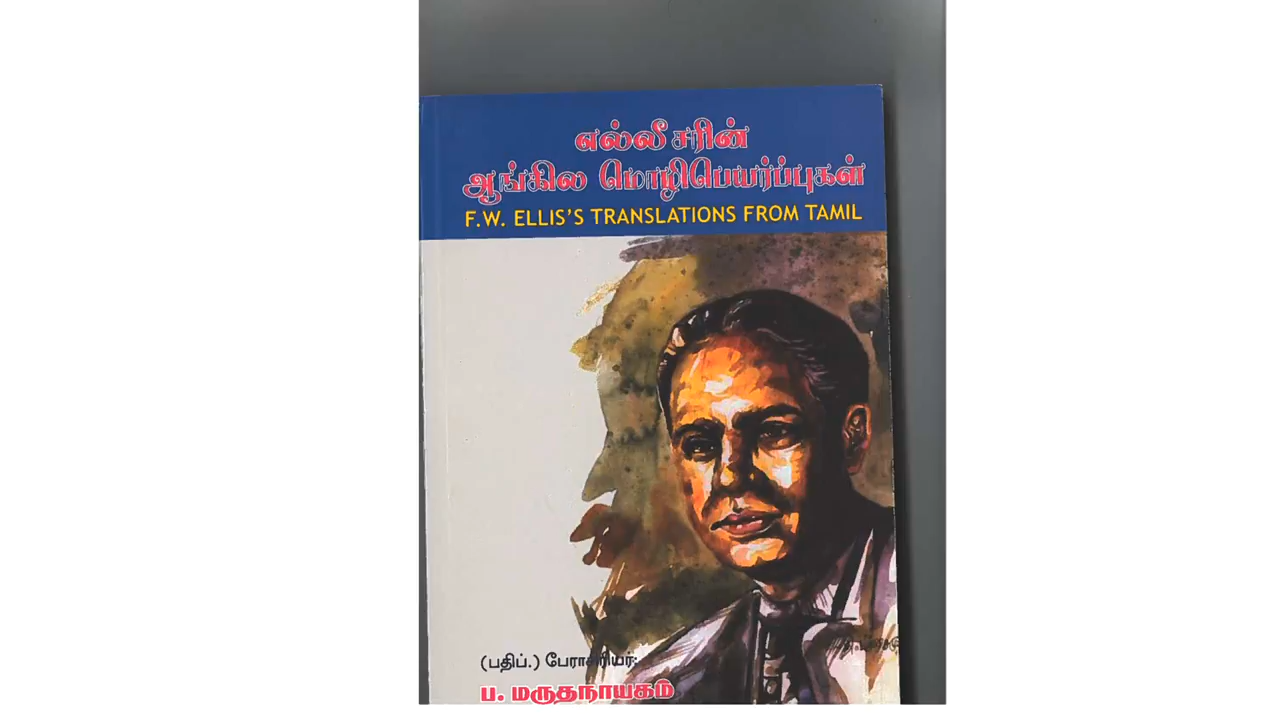 எல்லீசரின்
ஆங்கில மொழிபெயர்ப்புகள்
F.W. ELLIS'S TRANSLATIONS FROM TAMIL
(பதிப்.) பேராசிரியர்
ப. மருதநாயகம்